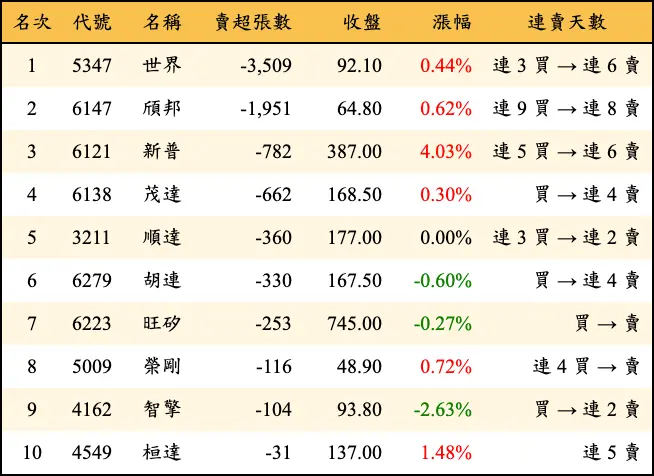 名次 代號 名稱 賣超張數 收盤 漲幅 連賣天數
1 5347 世界 -3,509 92.10 0.44% 連 3 買 → 連 6 賣
2 6147 頎邦 -1,951 64.80 0.62% 連 9 買 → 連 8 賣
3 6121 新普 -782 387.00 4.03% 連 5 買 → 連 6 賣
4 6138 茂達 -662 168.50 0.30% 買 → 連 4 賣
5 3211 順達 -360 177.00 0.00% 連 3 買 → 連 2 賣
6 6279 胡連 -330 167.50 -0.60% 買 → 連 4 賣
7 6223 旺矽 -253 745.00 -0.27% 買 → 賣
8 5009 榮剛 -116 48.90 0.72% 連 4 買 → 賣
9 4162 智擎 -104 93.80 -2.63% 買 → 連 2 賣
10 4549 桓達 -31 137.00 1.48% 連 5 賣